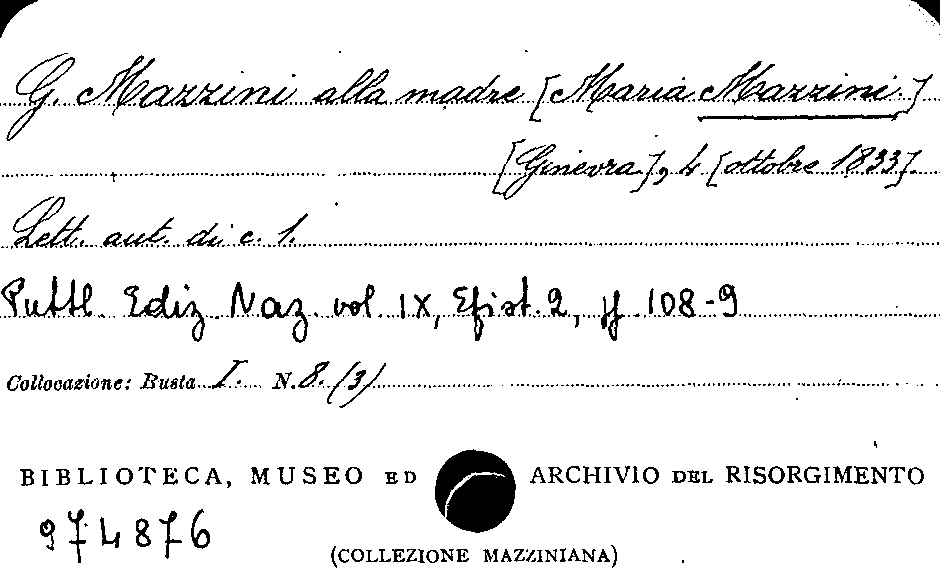 G. Mazzini alla madre [Maria Mazzini.]
[Ginevra], 4 [ottobre 1833].
Lett. aut. di c. 1.
Pubbl. Ediz. Naz. vol. IX, Epist. 2, pp. 108-9
Collocazione: Busta I. N. 8. (3)
BIBLIOTECA, MUSEO ED ARCHIVIO DEL RISORGIMENTO
974876
(COLLEZIONE MAZZINIANA)